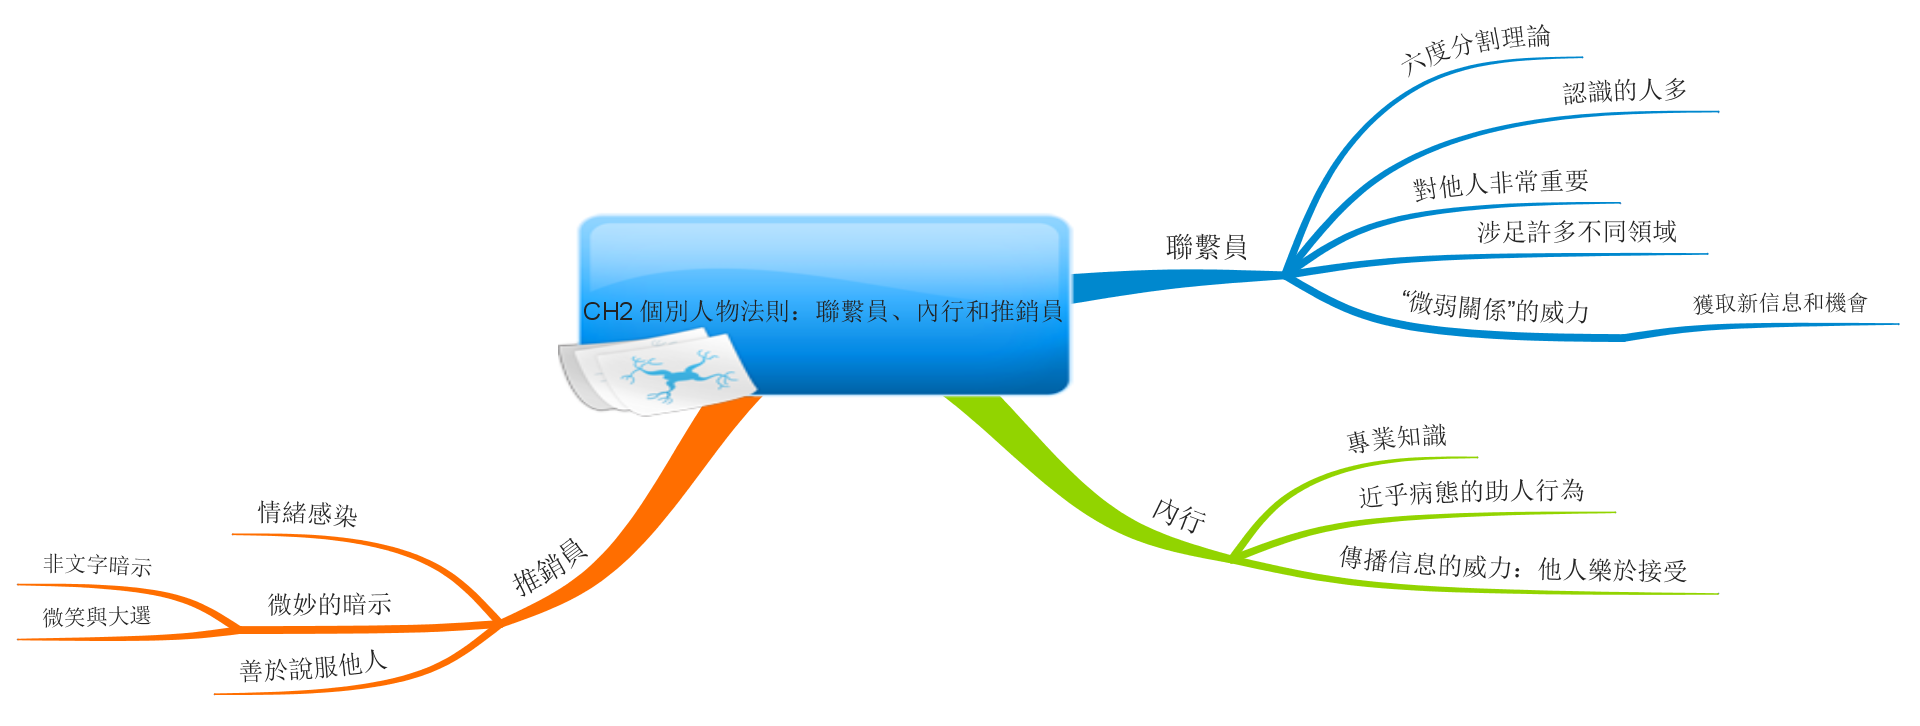 CH2 個別人物法則：聯繫員、內行和推銷員
聯繫員
六度分割理論
認識的人多
對他人非常重要
涉足許多不同領域
“微弱關係”的威力
獲取新信息和機會
內行
專業知識
近乎病態的助人行為
傳播信息的威力：他人樂於接受
推銷員
情緒感染
微妙的暗示
非文字暗示
微笑與大選
善於說服他人